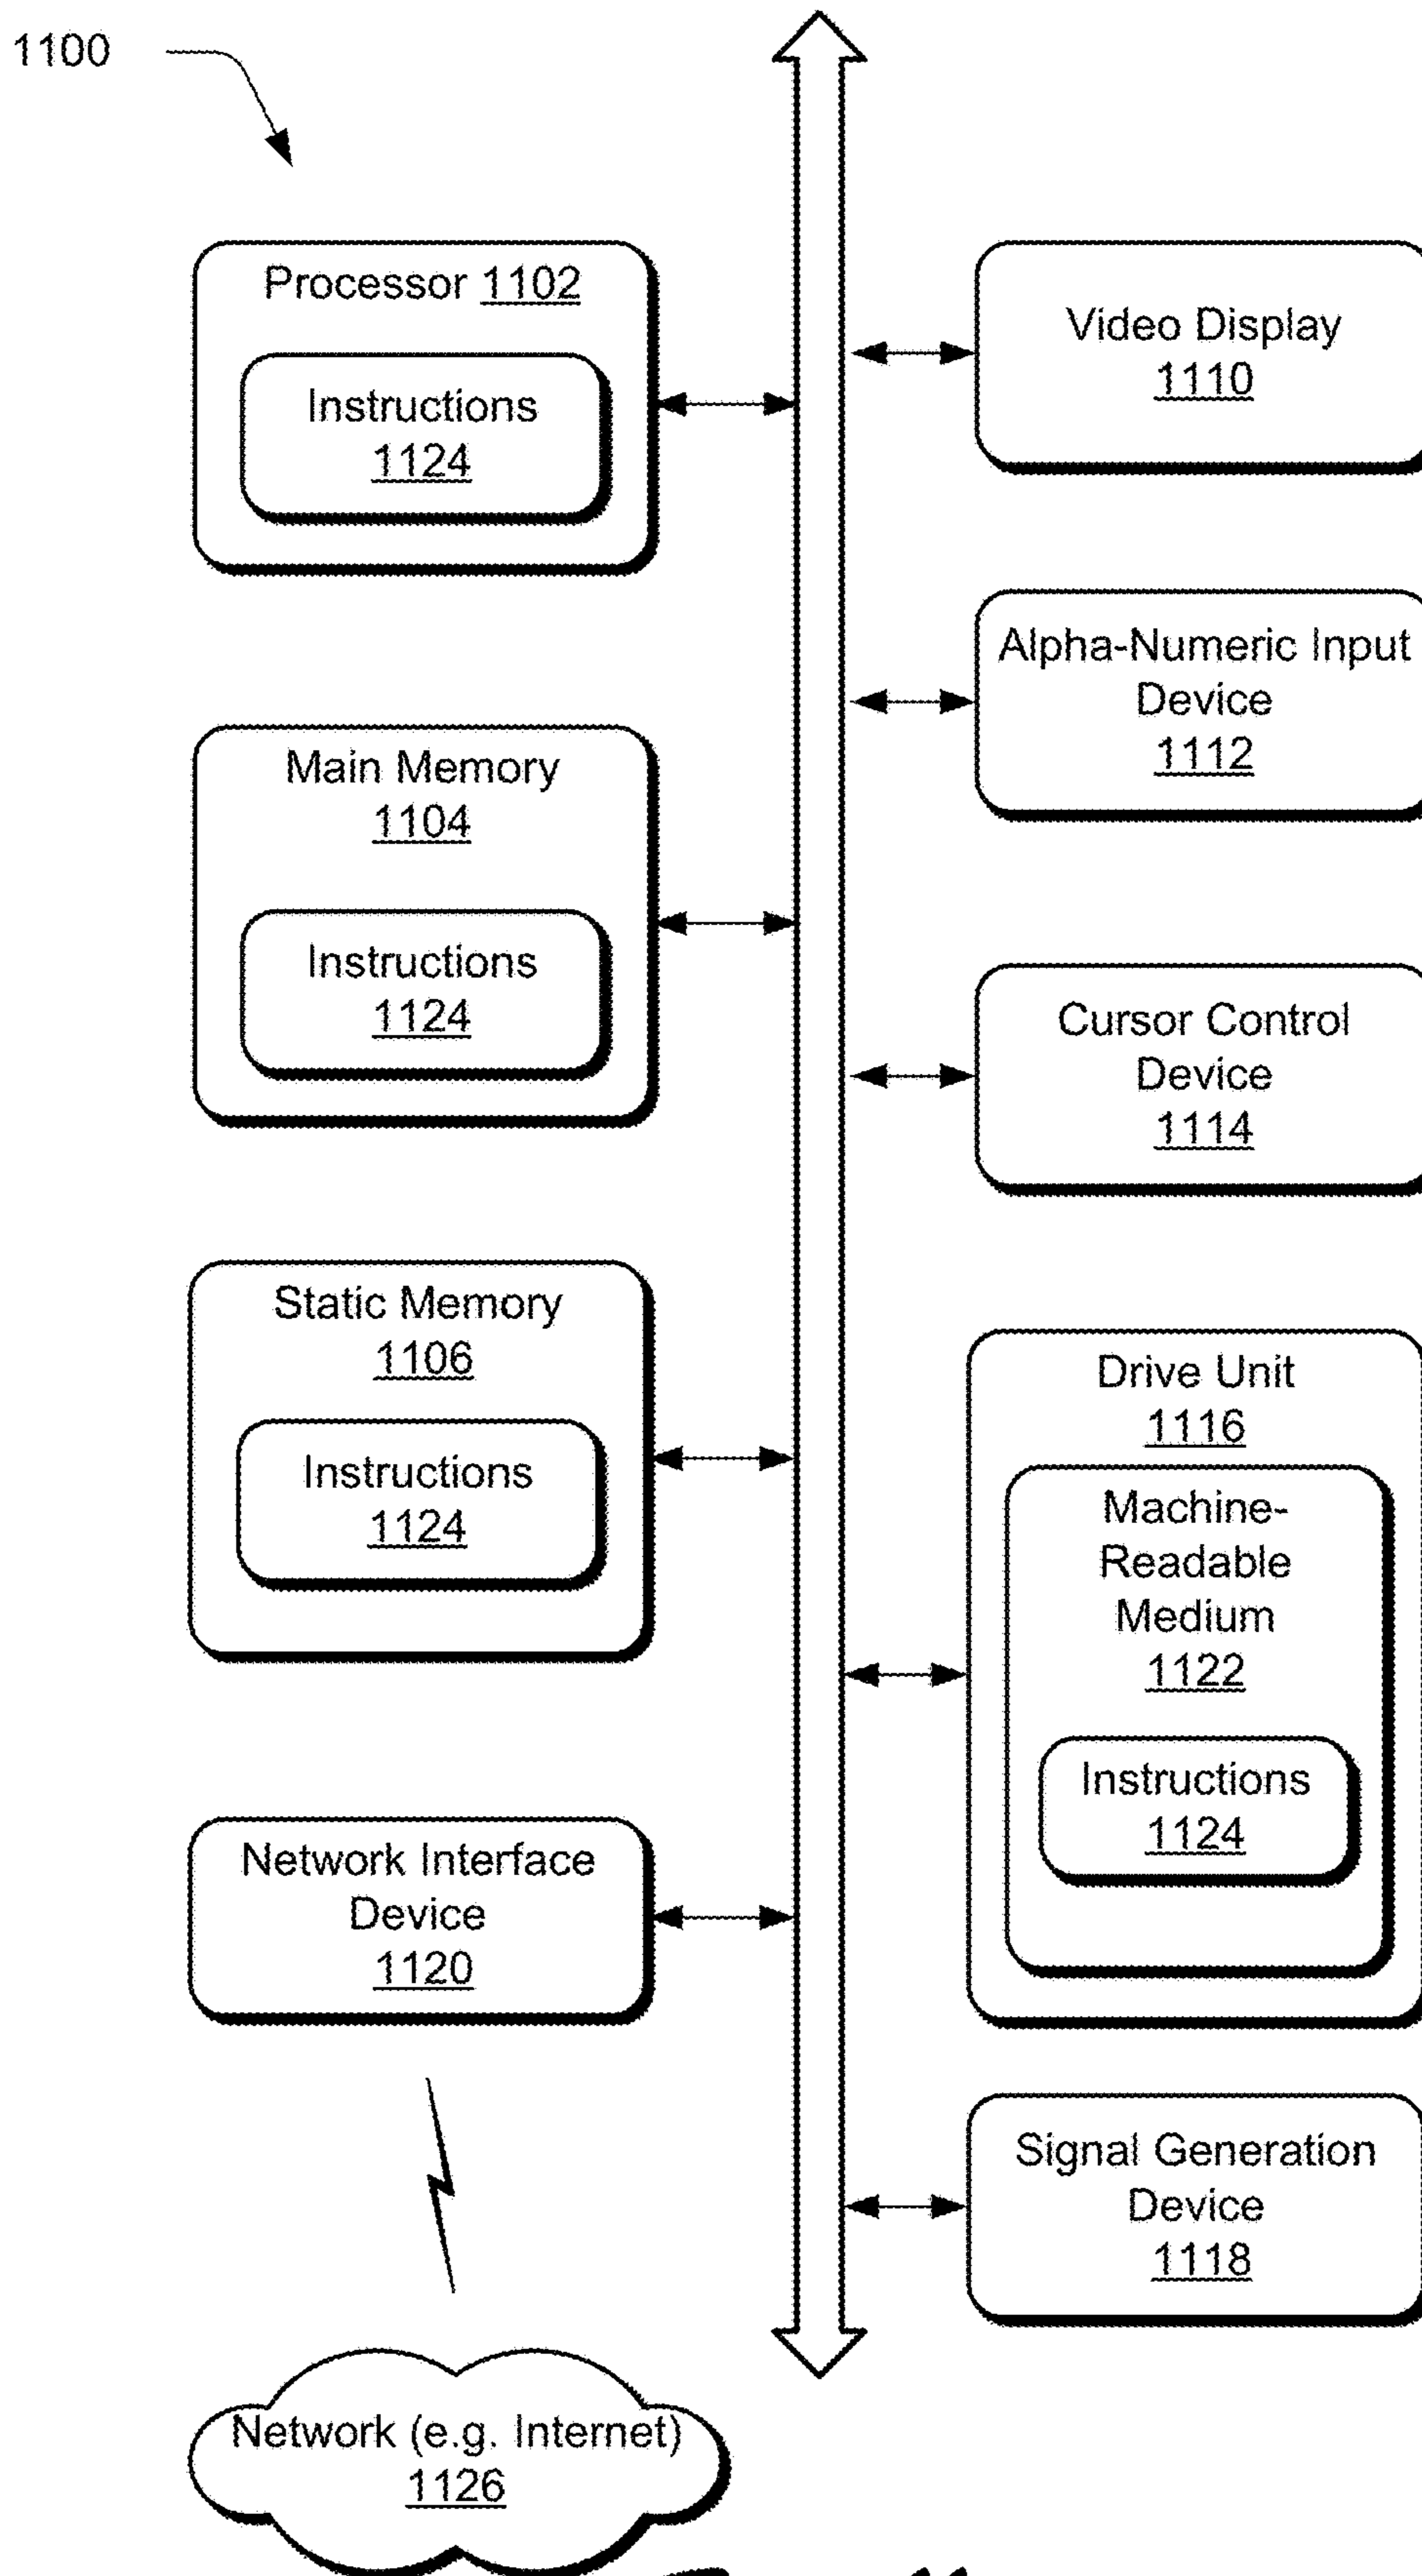 1100
Processor 1102
Instructions
1124
Main Memory
1104
Instructions
1124
Static Memory
1106
Instructions
1124
Network Interface
Device
1120
Network (e.g. Internet)
1126
Video Display
1110
Alpha-Numeric Input
Device
1112
Cursor Control
Device
1114
Drive Unit
1116
Machine-
Readable
Medium
1122
Instructions
1124
Signal Generation
Device
1118